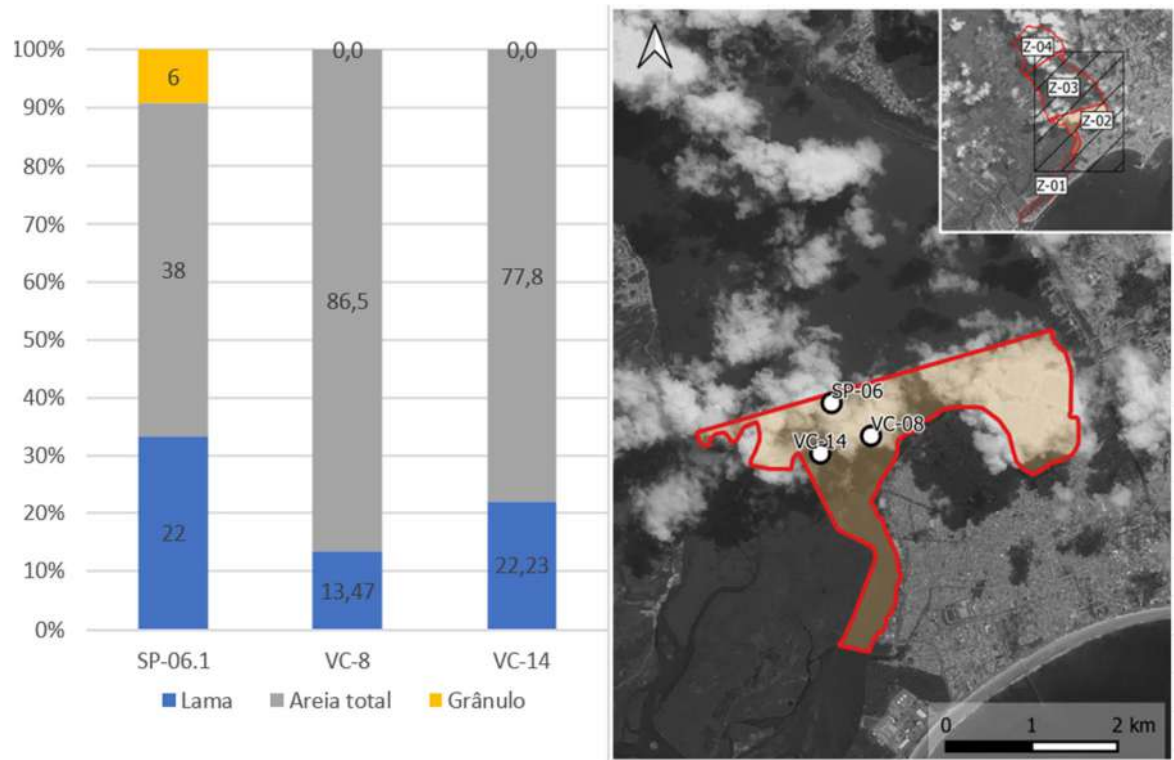 100%
90%
80%
70%
60%
50%
40%
30%
20%
10%
0%
6
38
22
0,0
86,5
13,47
0,0
77,8
22,23
SP-06.1
VC-8
VC-14
Lama
Areia total
Grânulo
Z-04
Z-03
Z-02
Z-01
SP-06
VC-08
VC-14
0 1 2 km